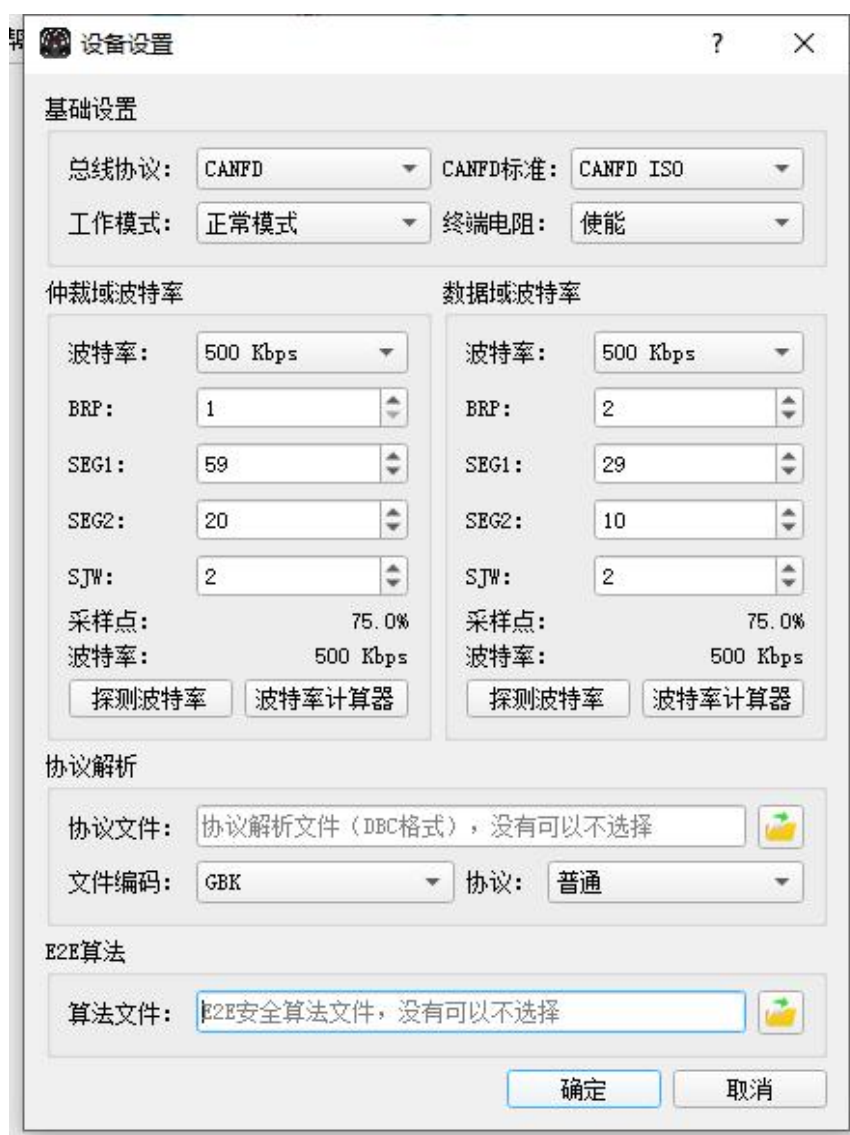 帮
设备设置 ?
基础设置
总线协议: CANFD CANFD标准: CANFD ISO
工作模式: 正常模式 终端电阻: 使能
仲裁域波特率 数据域波特率
波特率: 500 Kbps 波特率: 500 Kbps
BRP: 1 BRP: 2
SEG1: 59 SEG1: 29
SEG2: 20 SEG2: 10
SJW: 2 SJW: 2
采样点: 75.0% 采样点: 75.0%
波特率: 500 Kbps 波特率: 500 Kbps
探测波特率 波特率计算器 探测波特率 波特率计算器
协议解析
协议文件: 协议解析文件（DBC格式），没有可以不选择
文件编码: GBK 协议: 普通
E2E算法
算法文件: E2E安全算法文件，没有可以不选择
确定 取消